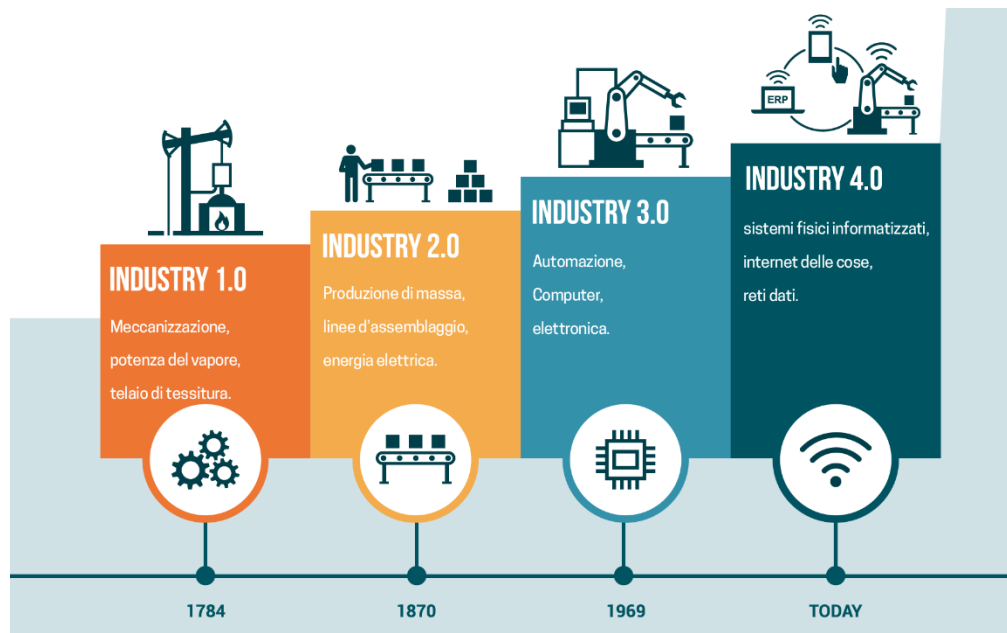 ERP
INDUSTRY 1.0
Meccanizzazione,
potenza del vapore,
telaio di tessitura.
INDUSTRY 2.0
Produzione di massa,
linee d'assemblaggio,
energia elettrica.
INDUSTRY 3.0
Automazione,
Computer,
elettronica.
INDUSTRY 4.0
sistemi fisici informatizzati,
internet delle cose,
reti dati.
1784
1870
1969
TODAY